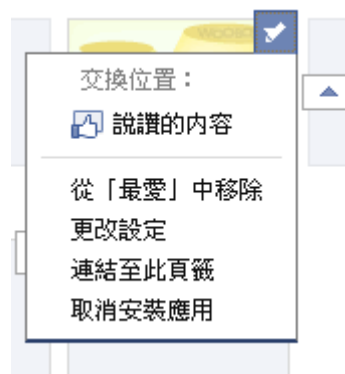 交換位置：
說讚的內容
從「最愛」中移除
更改設定
連結至此頁籤
取消安裝應用